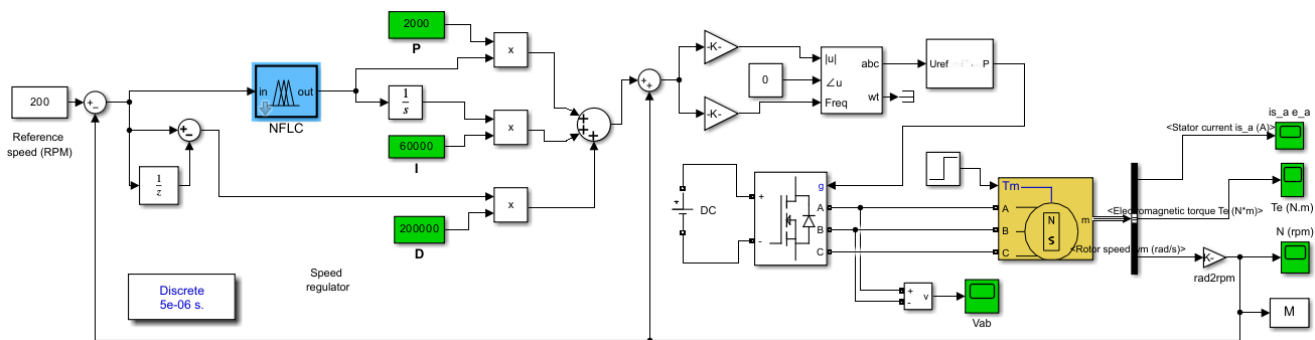 2000
P
200
Reference
speed (RPM)
in
out
NFLC
1
s
x
60000
I
x
1
z
200000
D
x
Discrete
5e-06 s.
Speed
regulator
-K-
-K-
0
|u|
∠u
Freq
abc
wt
Uref
P
DC
+
-
g
A
B
C
Tm
A
B
C
N
S
m
+
-
v
Vab
is_a e_a
<Stator current is_a (A)>
Te (N.m)
<Electromagnetic torque Te (N*m)>
N (rpm)
<Rotor speed wm (rad/s)>
K-
rad2rpm
M